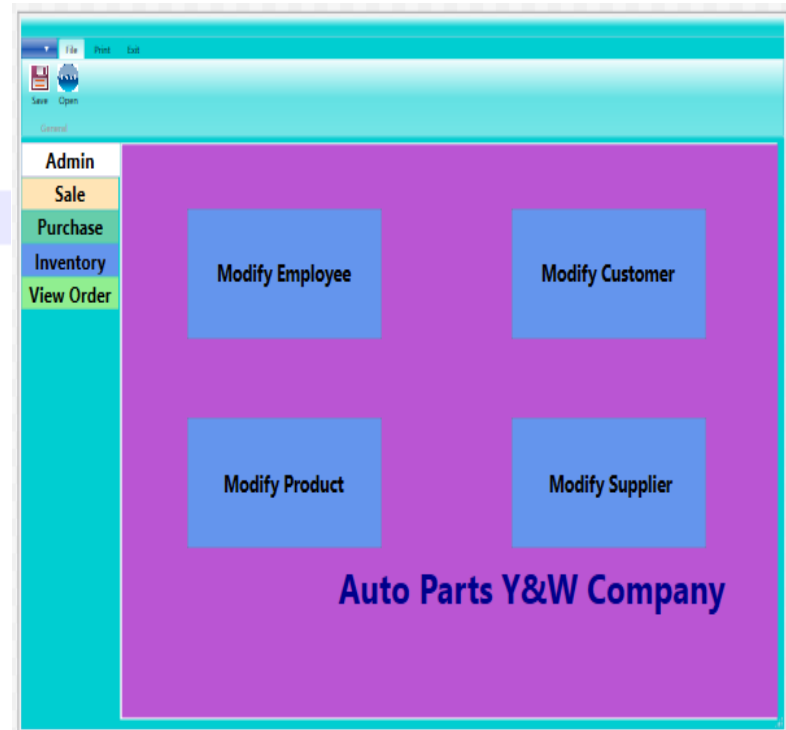 File Print Exit
Save Open
General
Admin
Sale
Purchase
Inventory
View Order
Modify Employee Modify Customer
Modify Product Modify Supplier
Auto Parts Y&W Company